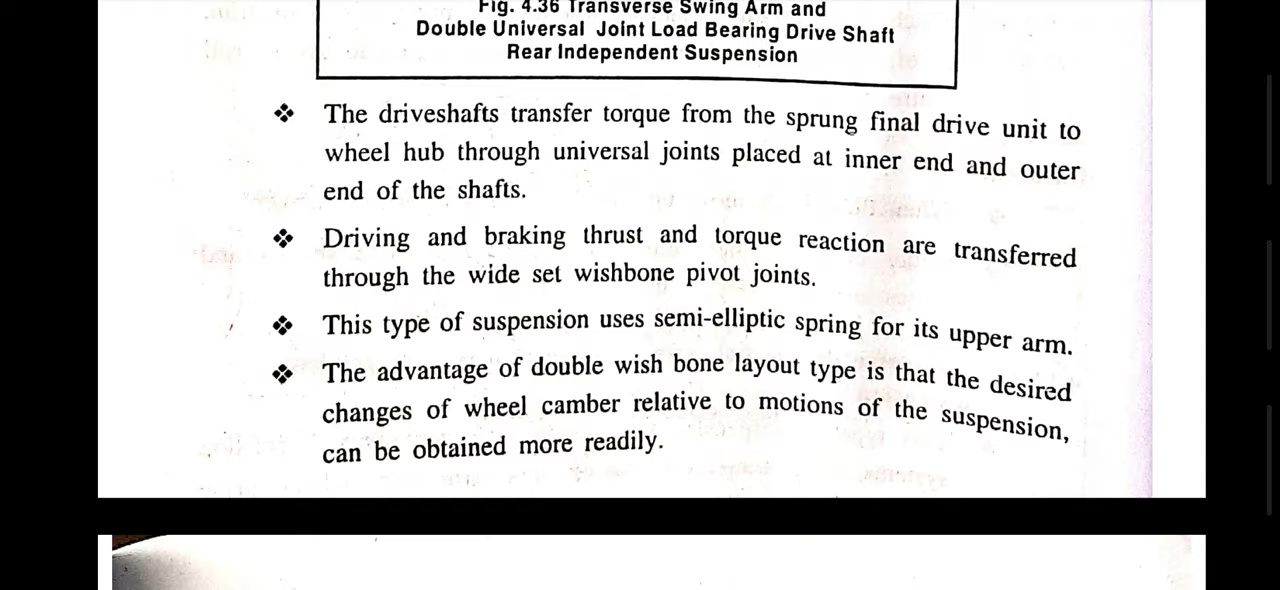 Fig. 4.36 Transverse Swing Arm and
Double Universal Joint Load Bearing Drive Shaft
Rear Independent Suspension
❖ The driveshafts transfer torque from the sprung final drive unit to
wheel hub through universal joints placed at inner end and outer
end of the shafts.
❖ Driving and braking thrust and torque reaction are transferred
through the wide set wishbone pivot joints.
❖ This type of suspension uses semi-elliptic spring for its upper arm.
❖ The advantage of double wish bone layout type is that the desired
changes of wheel camber relative to motions of the suspension,
can be obtained more readily.